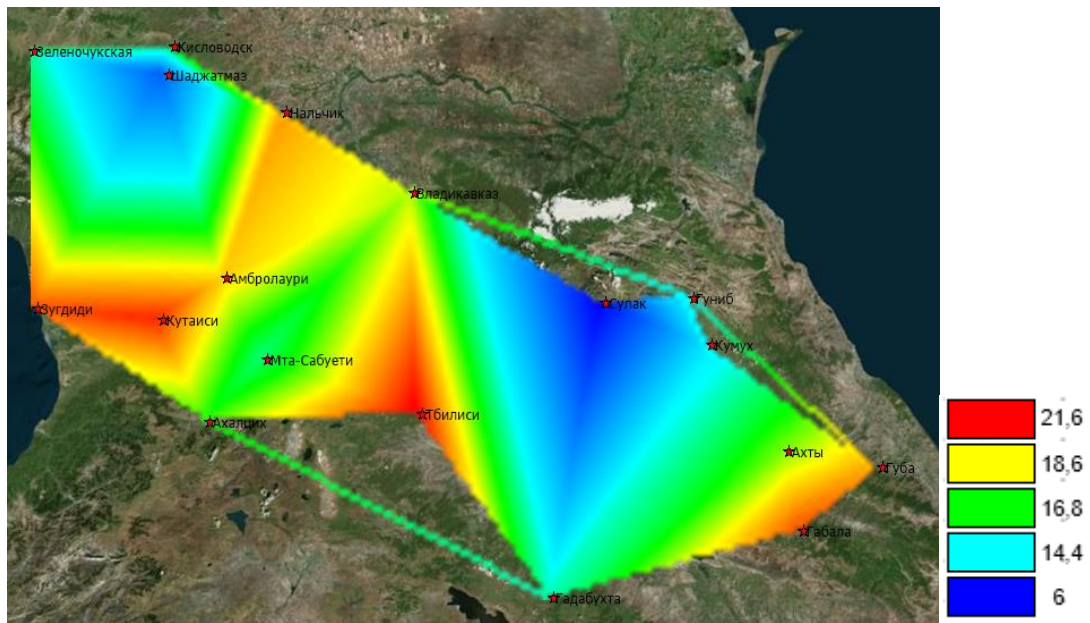 Зеленочукская
Кисловодск
Шаджатмаз
Нальчик
Владикавказ
Амбролаури
Зугдиди
Кутаиси
Сулак
Гуниб
Кумух
Мта-Сабуети
Ахалцих
Тбилиси
Ахты
Губа
Габала
Гадабухта
21,6
18,6
16,8
14,4
6